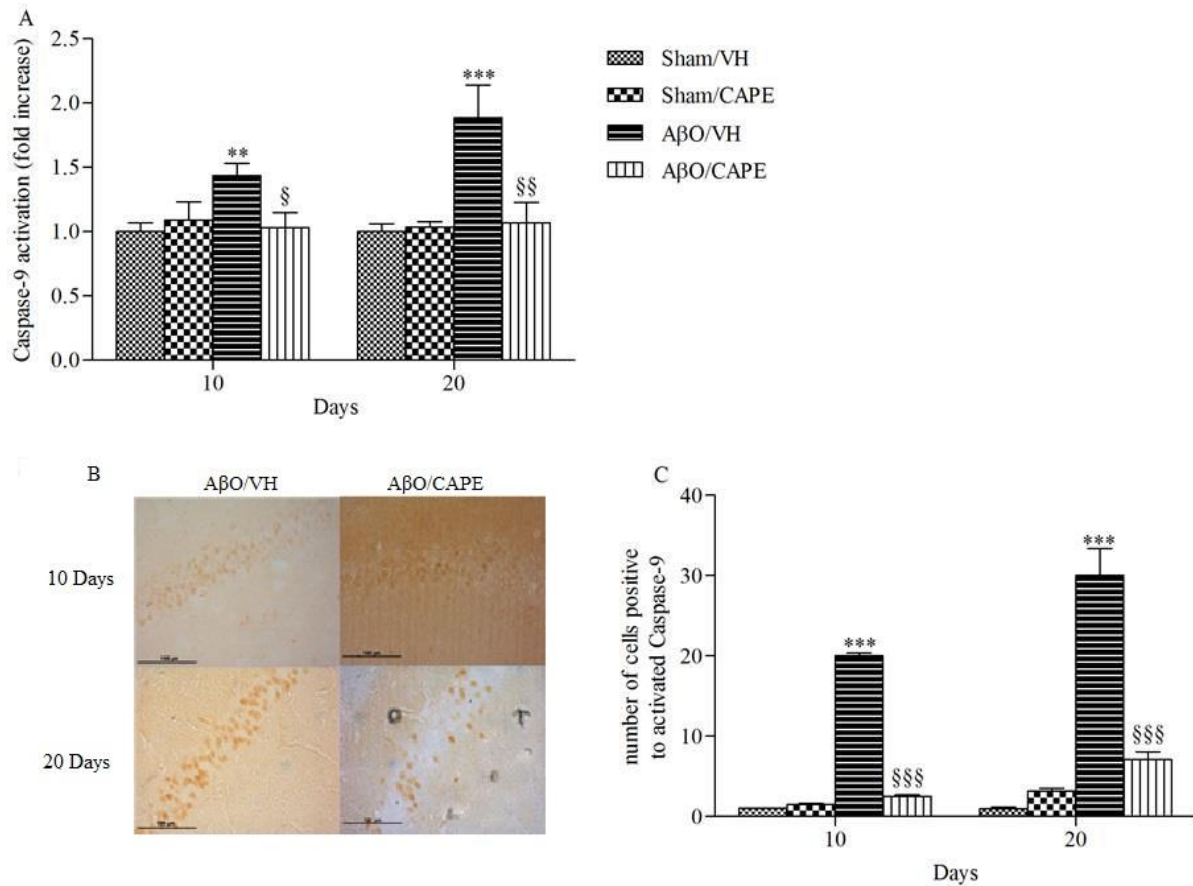 A
Caspase-9 activation (fold increase)
2.5
2.0
1.5
1.0
0.5
0.0
**
§
***
§§
10
20
Days
Sham/VH
Sham/CAPE
AβO/VH
AβO/CAPE
B
AβO/VH
AβO/CAPE
10 Days
20 Days
C
number of cells positive
to activated Caspase-9
40
30
20
10
0
***
§§§
***
§§§
10
20
Days